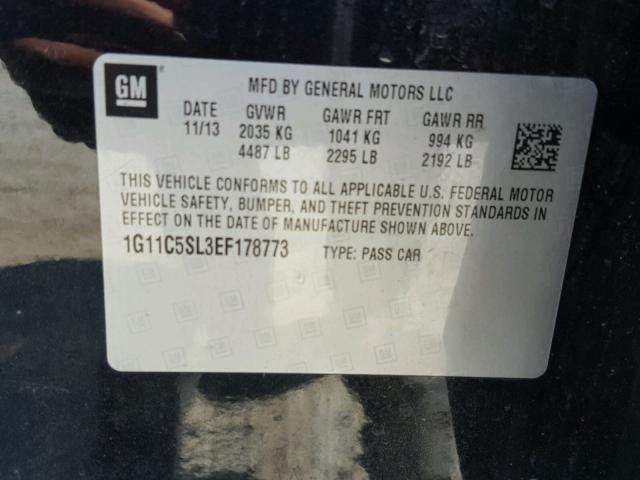 GM
MFD BY GENERAL MOTORS LLC
DATE GVWR GAWR FRT GAWR RR
11/13 2035 KG 1041 KG 994 KG
4487 LB 2295 LB 2192 LB
THIS VEHICLE CONFORMS TO ALL APPLICABLE U.S. FEDERAL MOTOR
VEHICLE SAFETY, BUMPER, AND THEFT PREVENTION STANDARDS IN
EFFECT ON THE DATE OF MANUFACTURE SHOWN ABOVE.
1G11C5SL3EF178773 TYPE: PASS CAR